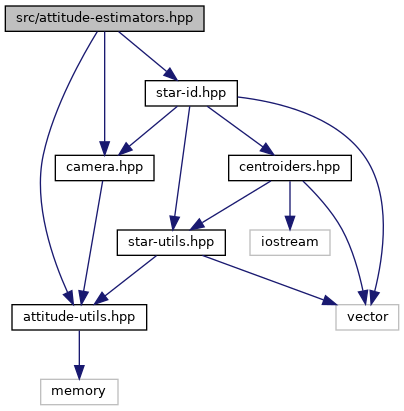 src/attitude-estimators.hpp
star-id.hpp
camera.hpp
centroiders.hpp
star-utils.hpp
iostream
attitude-utils.hpp
vector
memory